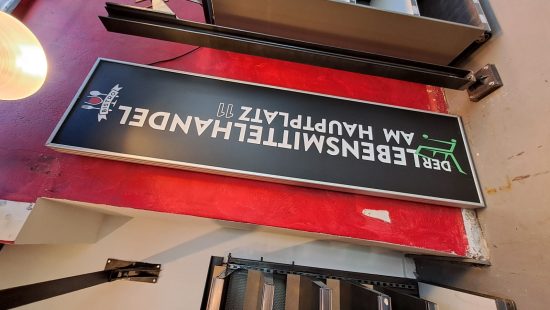 DER LEBENSMITTELHANDEL
AM HAUPTPLATZ 11